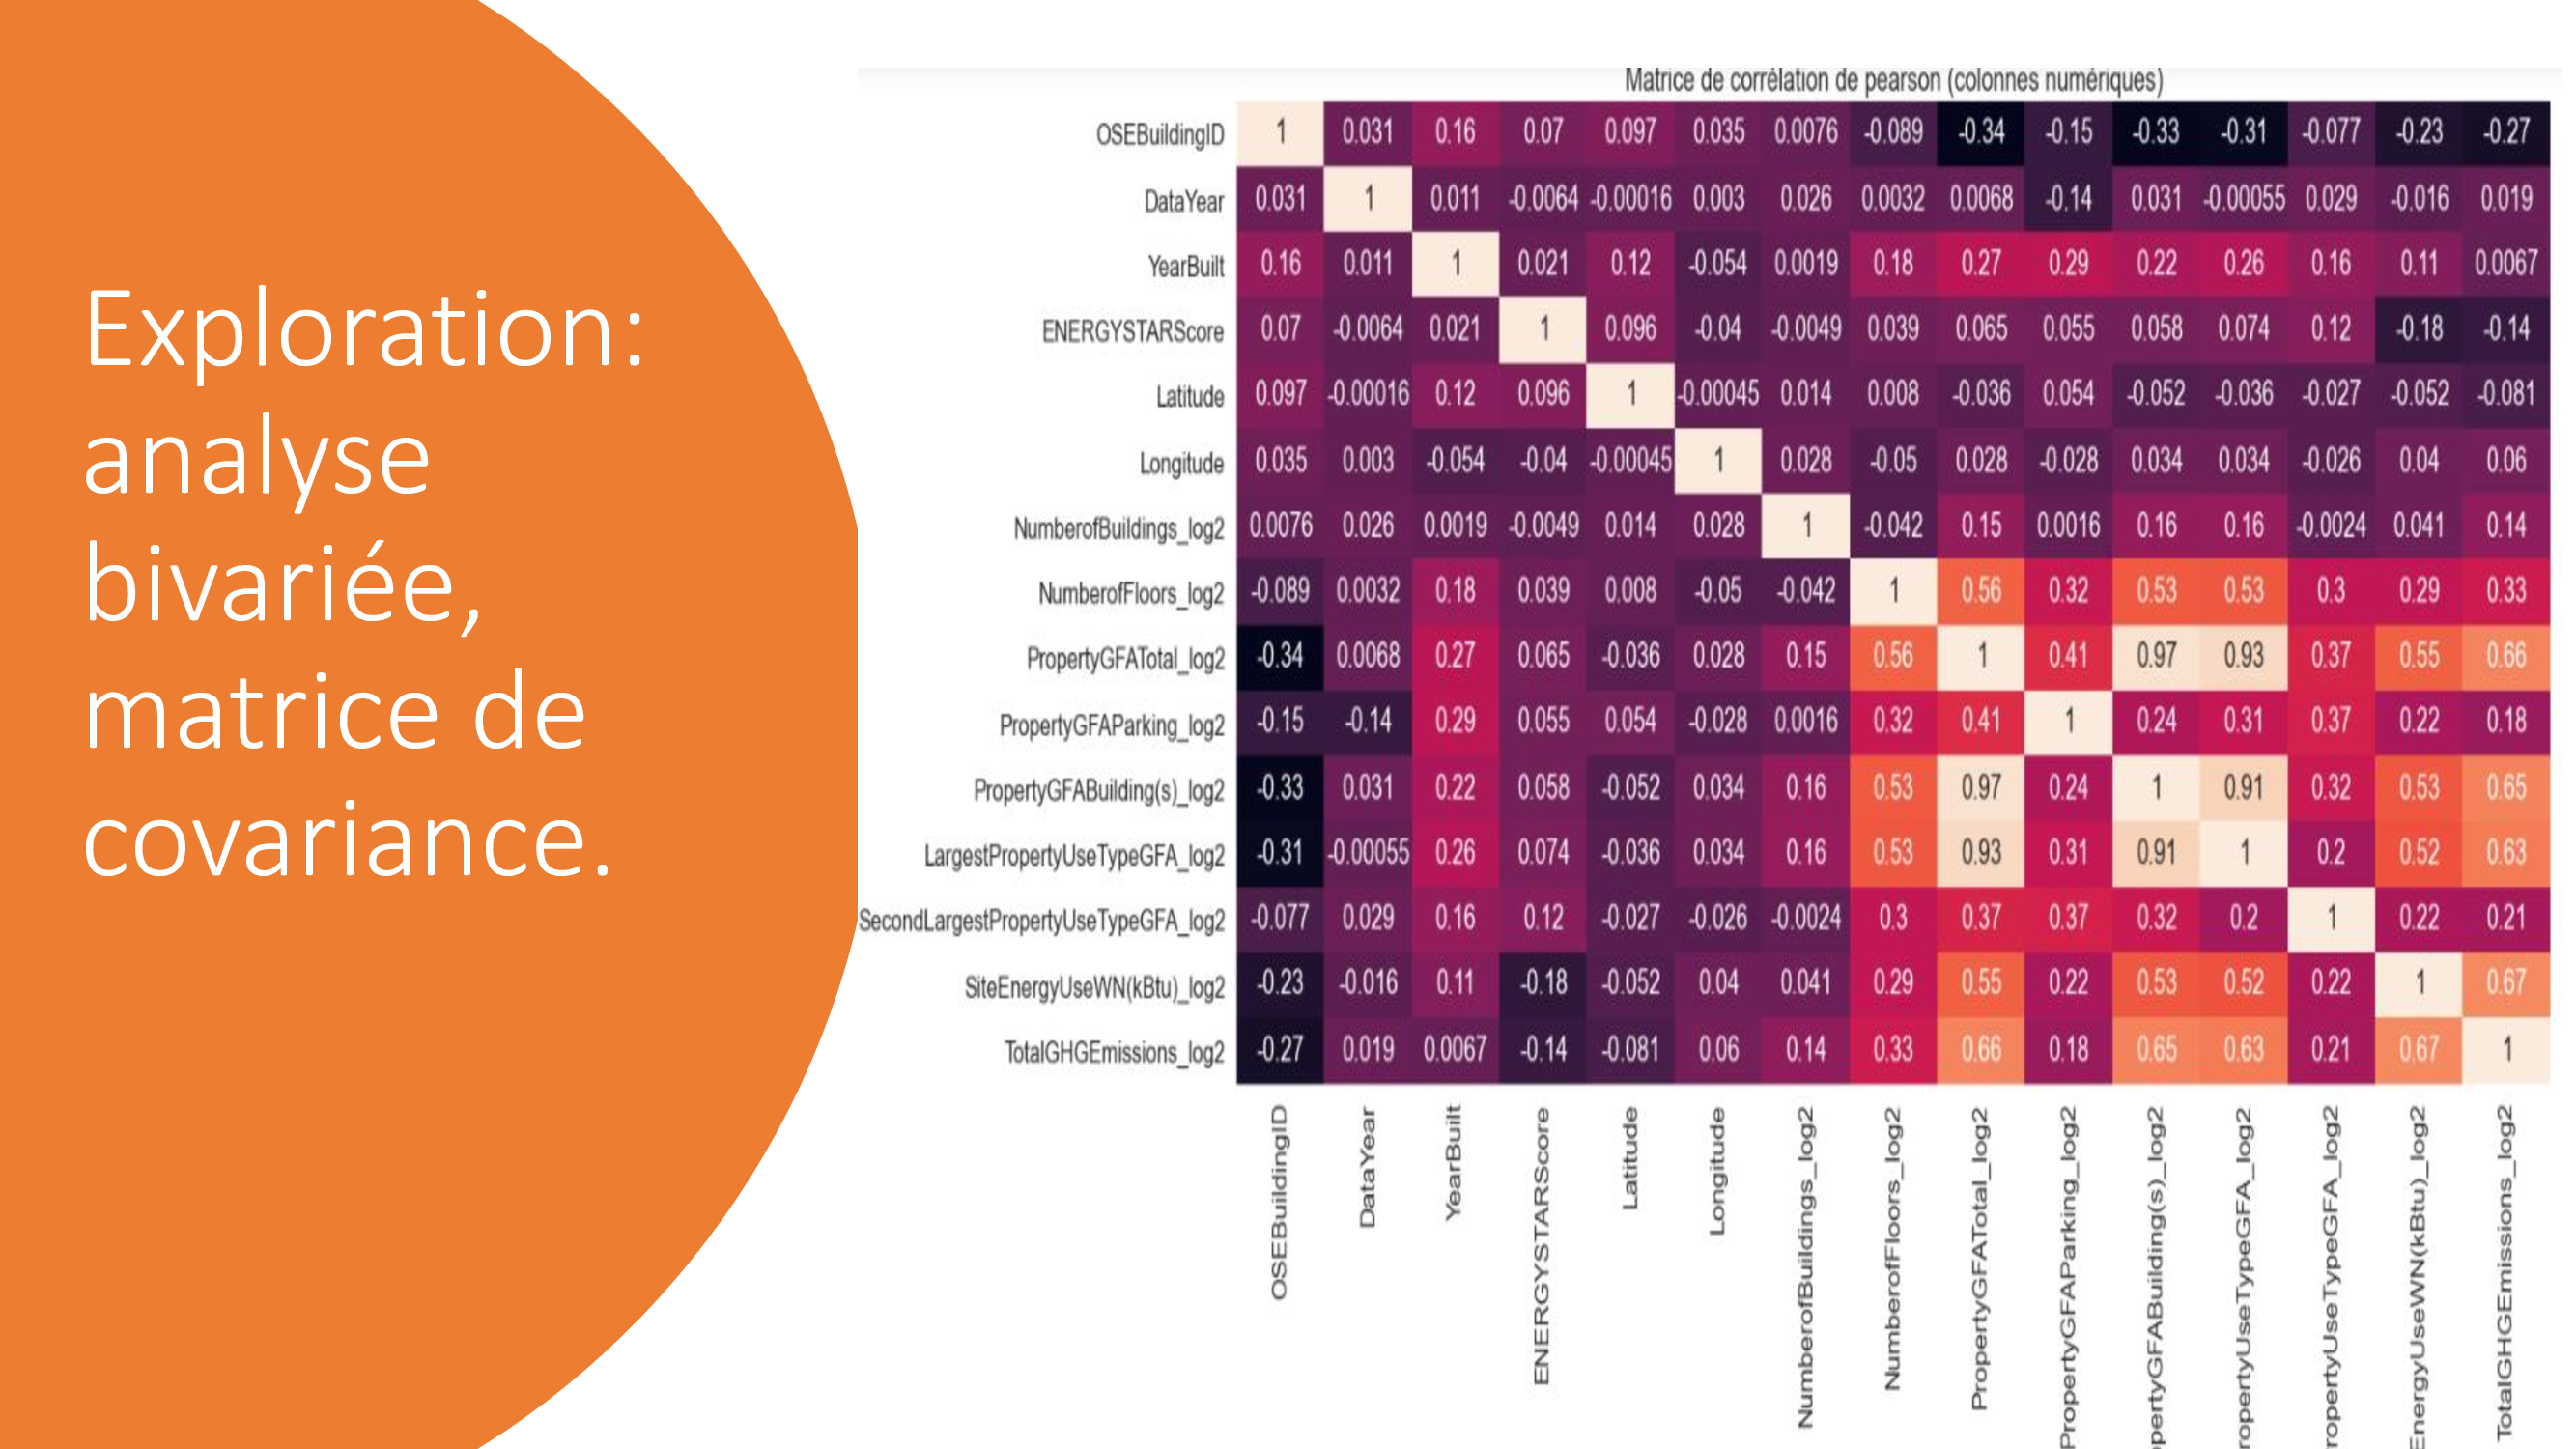 Exploration:
analyse
bivariée,
matrice de
covariance.
Matrice de corrélation de pearson (colonnes numériques)
OSEBuildingID 1 0.031 0.16 0.07 0.097 0.035 0.0076 -0.089 -0.34 -0.15 -0.33 -0.31 -0.077 -0.23 -0.27
DataYear 0.031 1 0.011 -0.0064 -0.00016 0.003 0.026 0.0032 0.0068 -0.14 0.031 -0.00055 0.029 -0.016 0.019
YearBuilt 0.16 0.011 1 0.021 0.12 -0.054 0.0019 0.18 0.27 0.29 0.22 0.26 0.16 0.11 0.0067
ENERGYSTARScore 0.07 -0.0064 0.021 1 0.096 -0.04 -0.0049 0.039 0.065 0.055 0.058 0.074 0.12 -0.18 -0.14
Latitude 0.097 -0.00016 0.12 0.096 1 -0.00045 0.014 0.008 -0.036 0.054 -0.052 -0.036 -0.027 -0.052 -0.081
Longitude 0.035 0.003 -0.054 -0.04 -0.00045 1 0.028 -0.05 0.028 -0.028 0.034 0.034 -0.026 0.04 0.06
NumberofBuildings_log2 0.0076 0.026 0.0019 -0.0049 0.014 0.028 1 -0.042 0.15 0.0016 0.16 0.16 -0.0024 0.041 0.14
NumberofFloors_log2 -0.089 0.0032 0.18 0.039 0.008 -0.05 -0.042 1 0.56 0.32 0.53 0.53 0.3 0.29 0.33
PropertyGFATotal_log2 -0.34 0.0068 0.27 0.065 -0.036 0.028 0.15 0.56 1 0.41 0.97 0.93 0.37 0.55 0.66
PropertyGFAParking_log2 -0.15 -0.14 0.29 0.055 0.054 -0.028 0.0016 0.32 0.41 1 0.24 0.31 0.37 0.22 0.18
PropertyGFABuilding(s)_log2 -0.33 0.031 0.22 0.058 -0.052 0.034 0.16 0.53 0.97 0.24 1 0.91 0.32 0.53 0.65
LargestPropertyUseTypeGFA_log2 -0.31 -0.00055 0.26 0.074 -0.036 0.034 0.16 0.53 0.93 0.31 0.91 1 0.2 0.52 0.63
SecondLargestPropertyUseTypeGFA_log2 -0.077 0.029 0.16 0.12 -0.027 -0.026 -0.0024 0.3 0.37 0.37 0.32 0.2 1 0.22 0.21
SiteEnergyUseWN(kBtu)_log2 -0.23 -0.016 0.11 -0.18 -0.052 0.04 0.041 0.29 0.55 0.22 0.53 0.52 0.22 1 0.67
TotalGHGEmissions_log2 -0.27 0.019 0.0067 -0.14 -0.081 0.06 0.14 0.33 0.66 0.18 0.65 0.63 0.21 0.67 1
OSEBuildingID
DataYear
YearBuilt
ENERGYSTARScore
Latitude
Longitude
NumberofBuildings_log2
NumberofFloors_log2
PropertyGFATotal_log2
PropertyGFAParking_log2
pertyGFABuilding(s)_log2
ropertyUseTypeGFA_log2
ropertyUseTypeGFA_log2
EnergyUseWN(kBtu)_log2
TotalGHGEmissions_log2